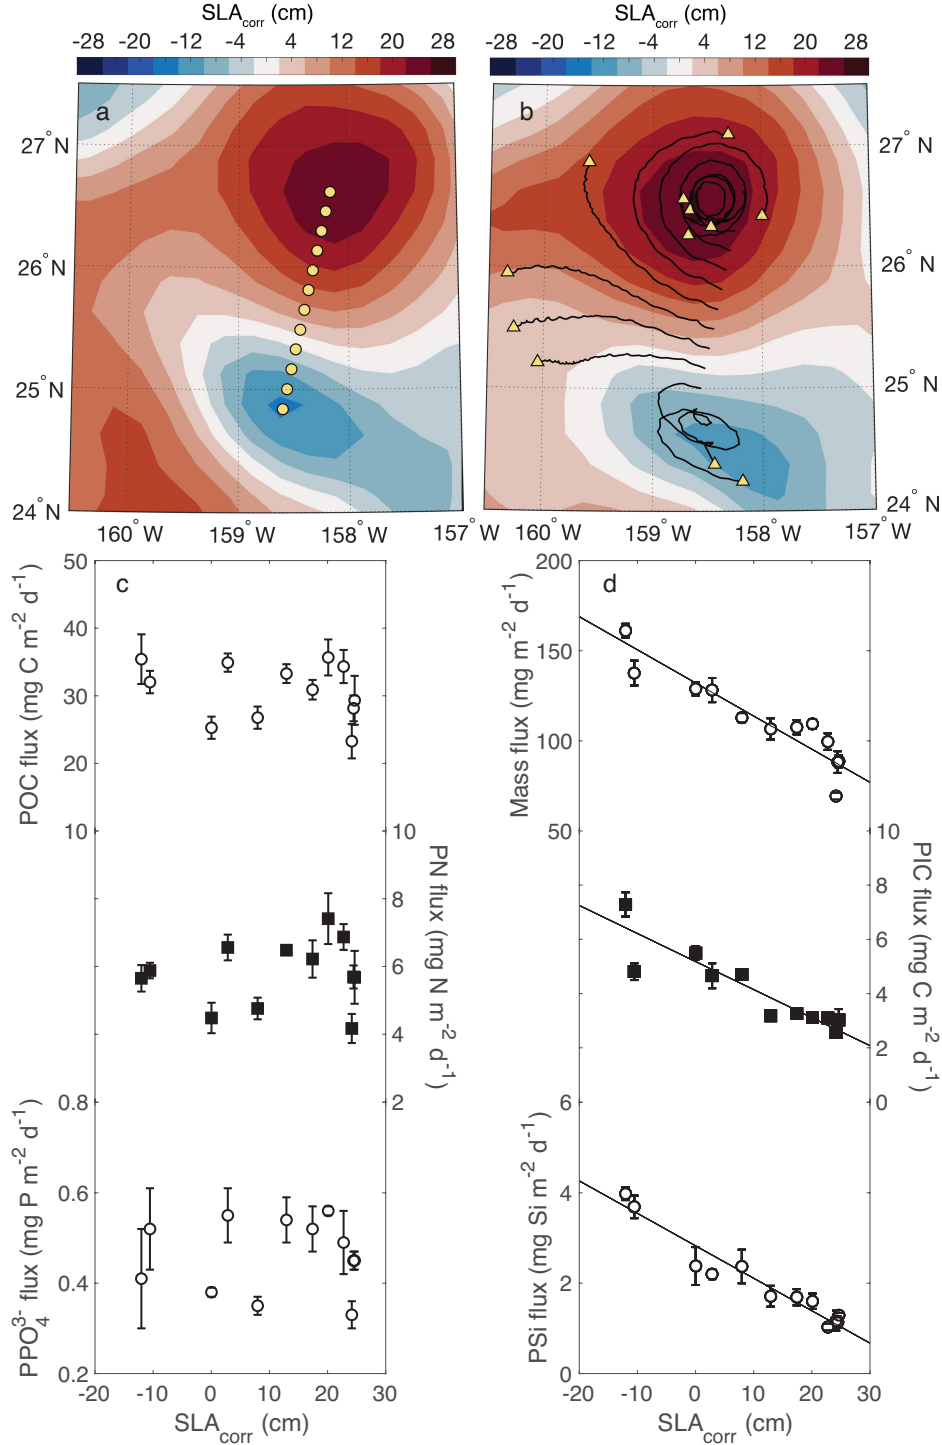 SLAcorr (cm)
-28 -20 -12 -4 4 12 20 28
a
27° N
26° N
25° N
24° N
160° W 159° W 158° W 157° W
SLAcorr (cm)
-28 -20 -12 -4 4 12 20 28
b
27° N
26° N
25° N
24° N
160° W 159° W 158° W 157° W
c
POC flux (mg C m-2 d-1)
50
40
30
20
10
PN flux (mg N m-2 d-1)
10
8
6
4
2
PPO43- flux (mg P m-2 d-1)
0.8
0.6
0.4
0.2
-20 -10 0 10 20 30
SLAcorr (cm)
d
Mass flux (mg m-2 d-1)
200
150
100
50
PIC flux (mg C m-2 d-1)
10
8
6
4
2
0
PSi flux (mg Si m-2 d-1)
6
4
2
0
-20 -10 0 10 20 30
SLAcorr (cm)